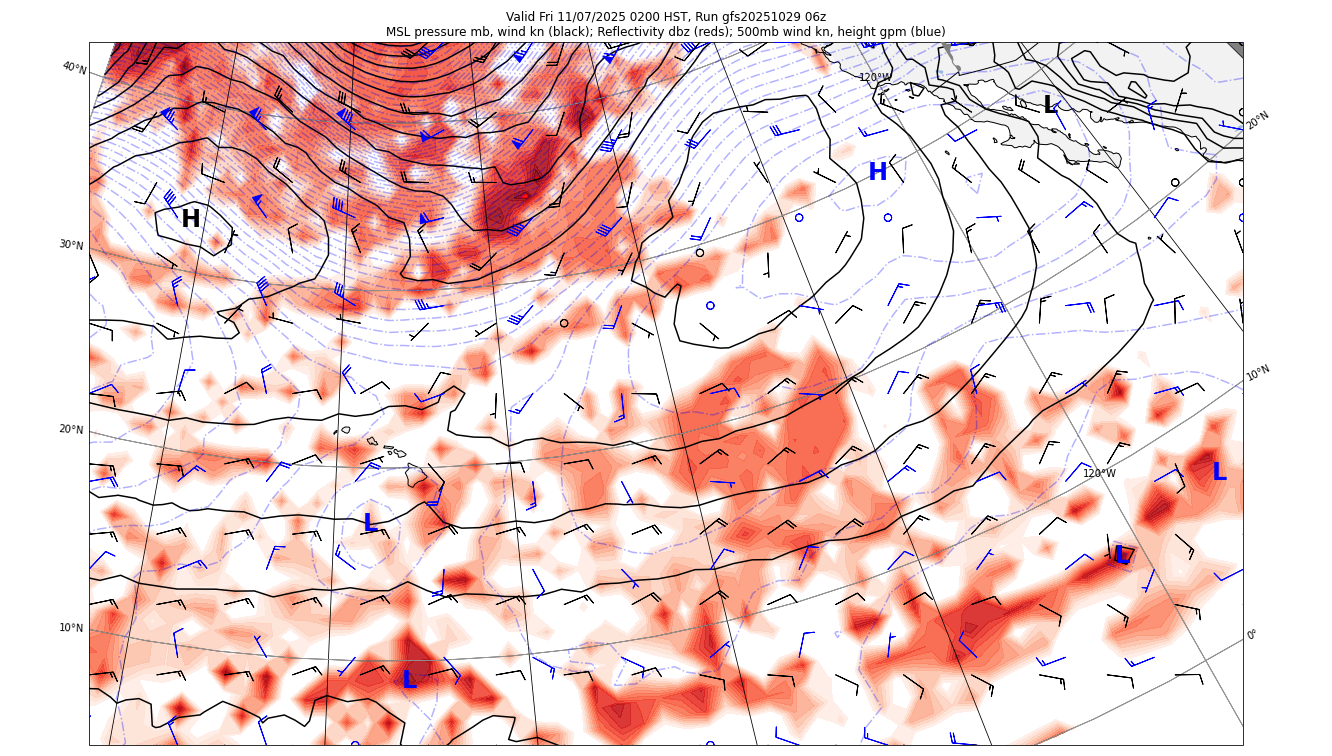 Valid Fri 11/07/2025 0200 HST, Run gfs20251029 06z
MSL pressure mb, wind kn (black); Reflectivity dbz (reds); 500mb wind kn, height gpm (blue)
40°N
120°W
L
20°N
H
H
30°N
10°N
20°N
120°W
L
L
L
10°N
0°
L